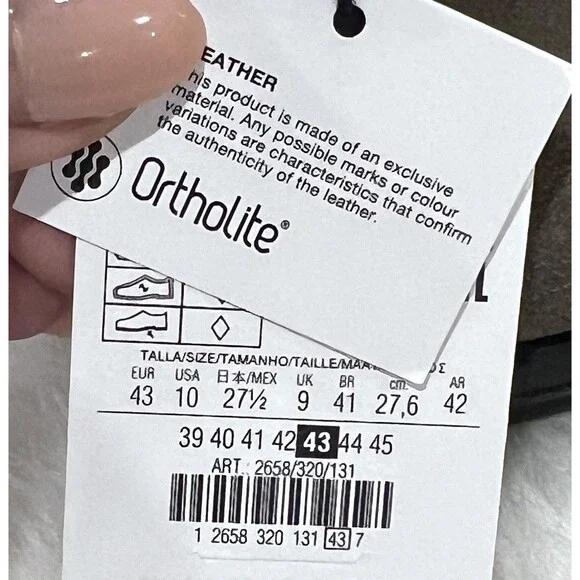 EATHER
his product is made of an exclusive
material. Any possible marks or colour
variations are characteristics that confirm
the authenticity of the leather.
Ortholite®
TALLA/SIZE/TAMANHO/TAILLE/
EUR USA 日本/MEX UK BR cm. AR
43 10 27½ 9 41 27,6 42
39 40 41 42 43 44 45
ART.: 2658/320/131
1 2658 320 131 43 7